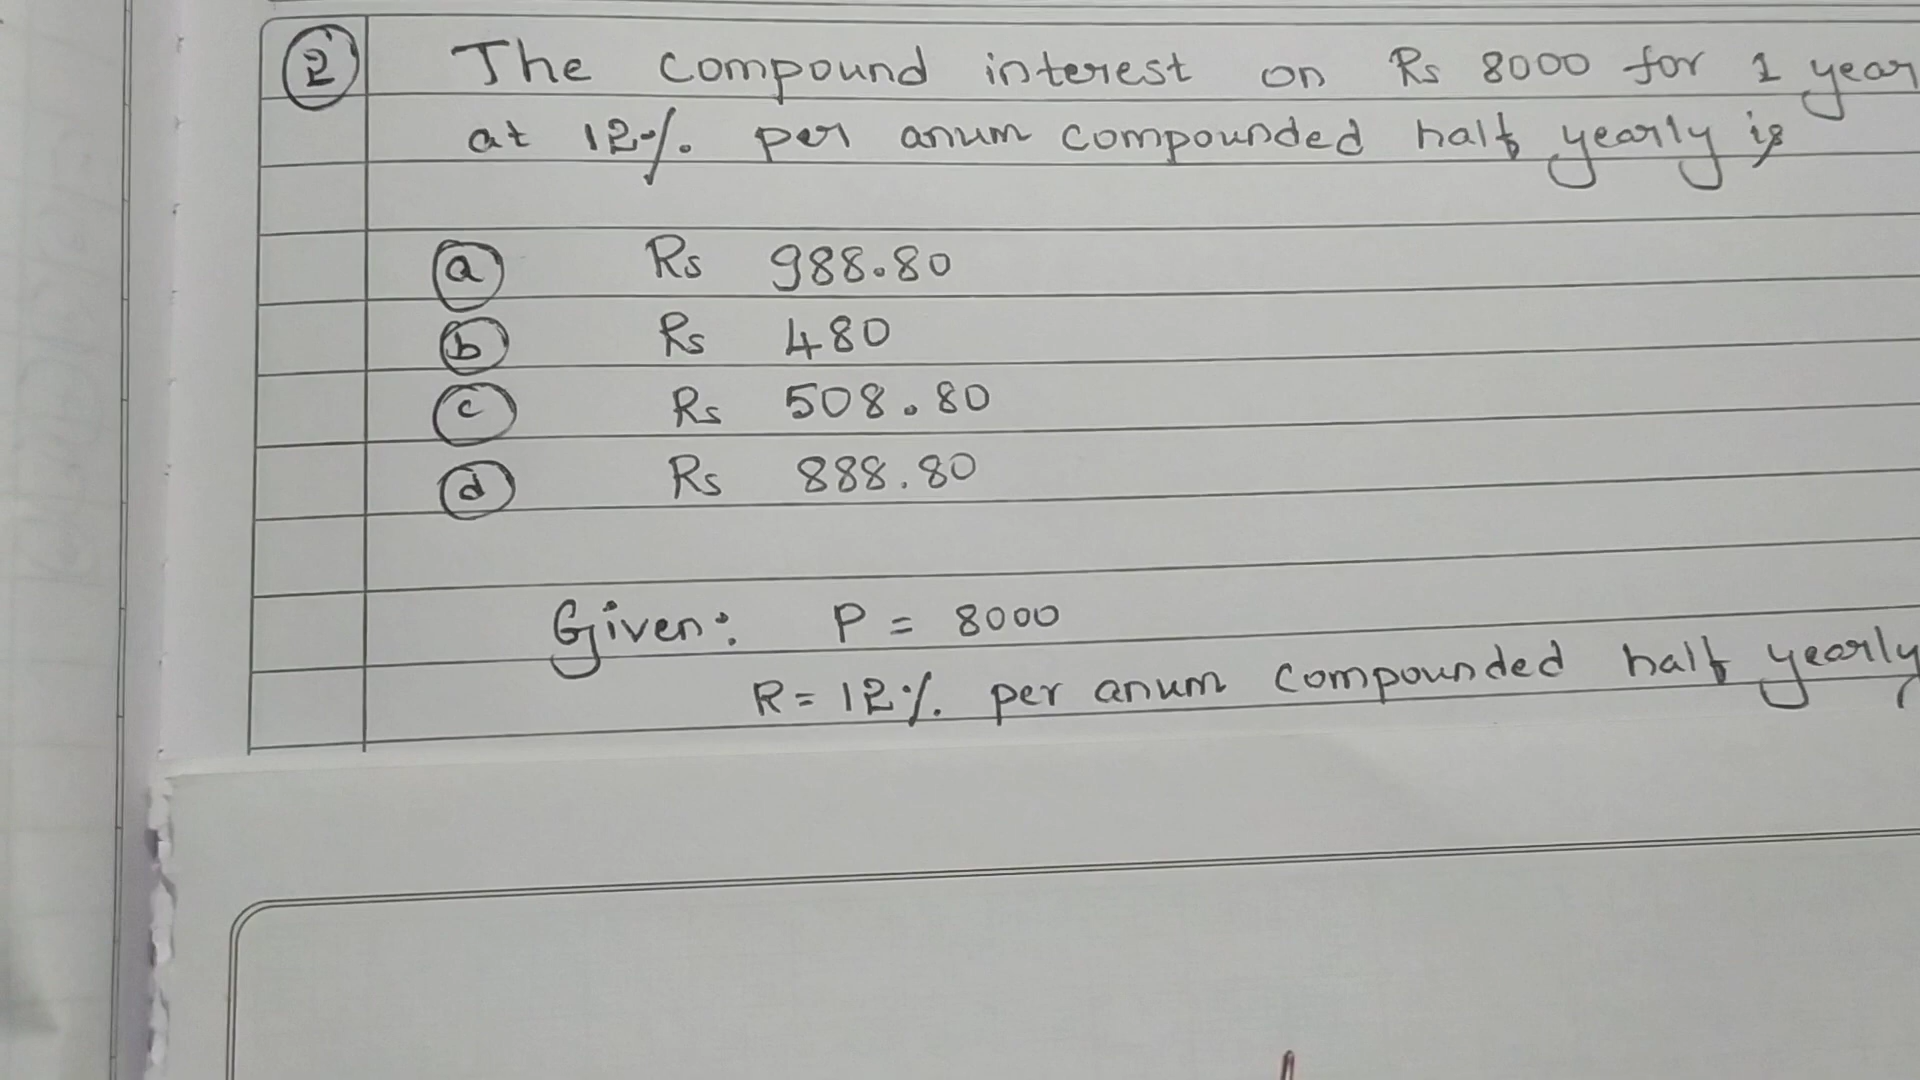 2 The compound interest on Rs 8000 for 1 year
at 12% per anum compounded half yearly is
a Rs 988.80
b Rs 480
c Rs 508.80
d Rs 888.80
Given: P = 8000
R = 12% per anum compounded half yearly